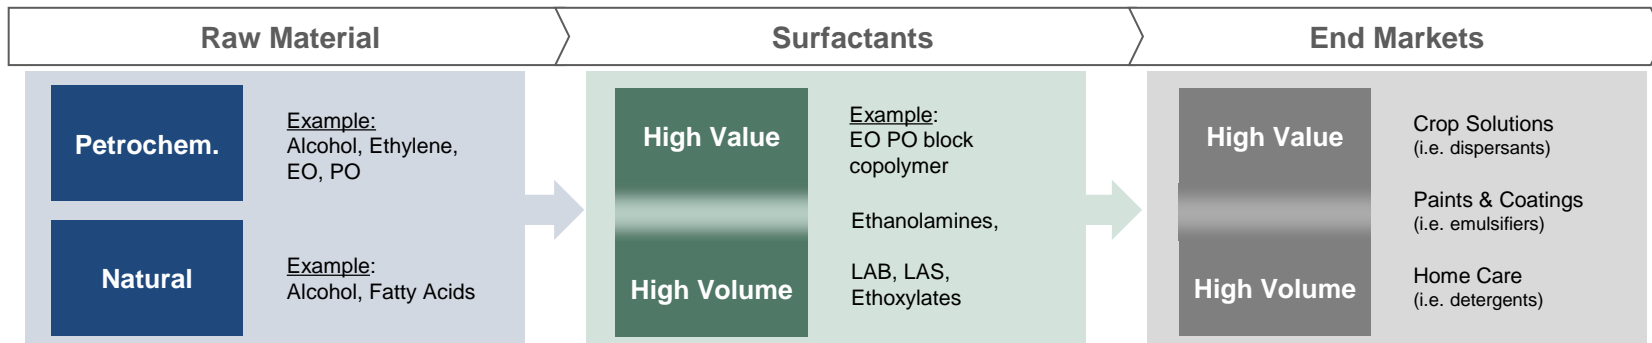 Raw Material
Surfactants
End Markets
Petrochem.
Example:
Alcohol, Ethylene,
EO, PO
Natural
Example:
Alcohol, Fatty Acids
High Value
High Volume
Example:
EO PO block
copolymer
Ethanolamines,
LAB, LAS,
Ethoxylates
High Value
High Volume
Crop Solutions
(i.e. dispersants)
Paints & Coatings
(i.e. emulsifiers)
Home Care
(i.e. detergents)